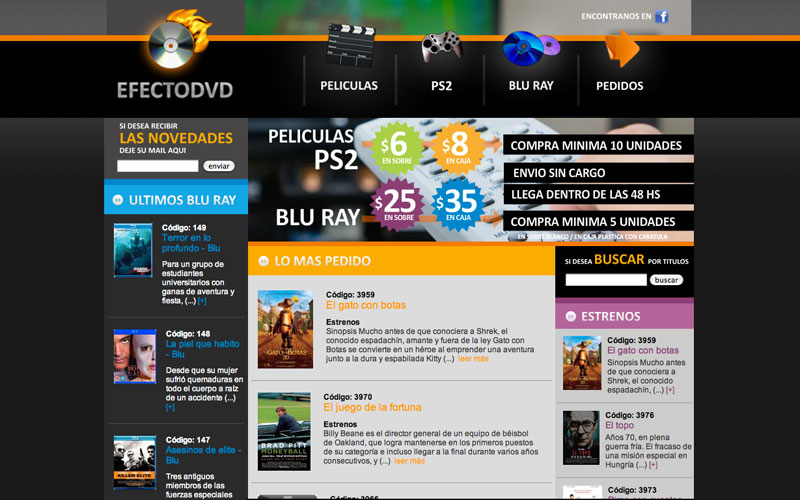 ENCONTRANOS EN
EFECTODVD
PELICULAS
PS2
BLU RAY
PEDIDOS
SI DESEA RECIBIR
LAS NOVEDADES
DEJE SU MAIL AQUI
enviar
ULTIMOS BLU RAY
Código: 149
Terror en lo
profundo - Blu
Para un grupo de
estudiantes
universitarios con
ganas de aventura y
fiesta, (...) [+]
Código: 148
La piel que habito
- Blu
Desde que su mujer
sufrió quemaduras en
todo el cuerpo a raíz
de un accidente (...)
[+]
Código: 147
Asesinos de elite -
Blu
Tres antiguos
miembros de las
fuerzas especiales
PELICULAS
PS2
$6
EN SOBRE
$8
EN CAJA
BLU RAY
$25
EN SOBRE
$35
EN CAJA
COMPRA MINIMA 10 UNIDADES
ENVIO SIN CARGO
LLEGA DENTRO DE LAS 48 HS
COMPRA MINIMA 5 UNIDADES
EN SOBRE BLANCO / EN CAJA PLASTICA CON CARATULA
LO MAS PEDIDO
Código: 3959
El gato con botas
Estrenos
Sinopsis Mucho antes de que conociera a Shrek, el
conocido espadachín, amante y fuera de la ley Gato con
Botas se convierte en un héroe al emprender una aventura
junto a la dura y espabilada Kitty (...) leer más
GATO BOTAS
3D
Código: 3970
El juego de la fortuna
Estrenos
Billy Beane es el director general de un equipo de béisbol
de Oakland, que logra mantenerse en los primeros puestos
de su categoría e incluso llegar a la final durante varios años
consecutivos, y (...) leer más
BRAD PITT
MONEYBALL
SI DESEA BUSCAR POR TITULOS
buscar
ESTRENOS
Código: 3959
El gato con botas
Sinopsis Mucho antes de
que conociera a Shrek, el
conocido espadachín, (...)
[+]
Código: 3976
El topo
Años 70, en plena
guerra fría. El fracaso de
una misión especial en
Hungría (...) [+]
Código: 3973
KILLER ELITE
EL TOPO